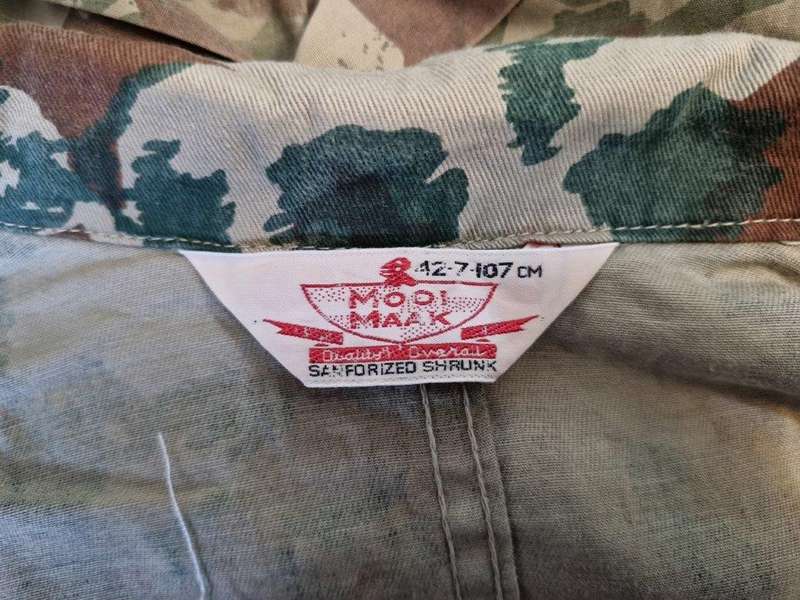 42-7-107 CM
MOOI
MAAK
Quality Overall
SANFORIZED SHRUNK